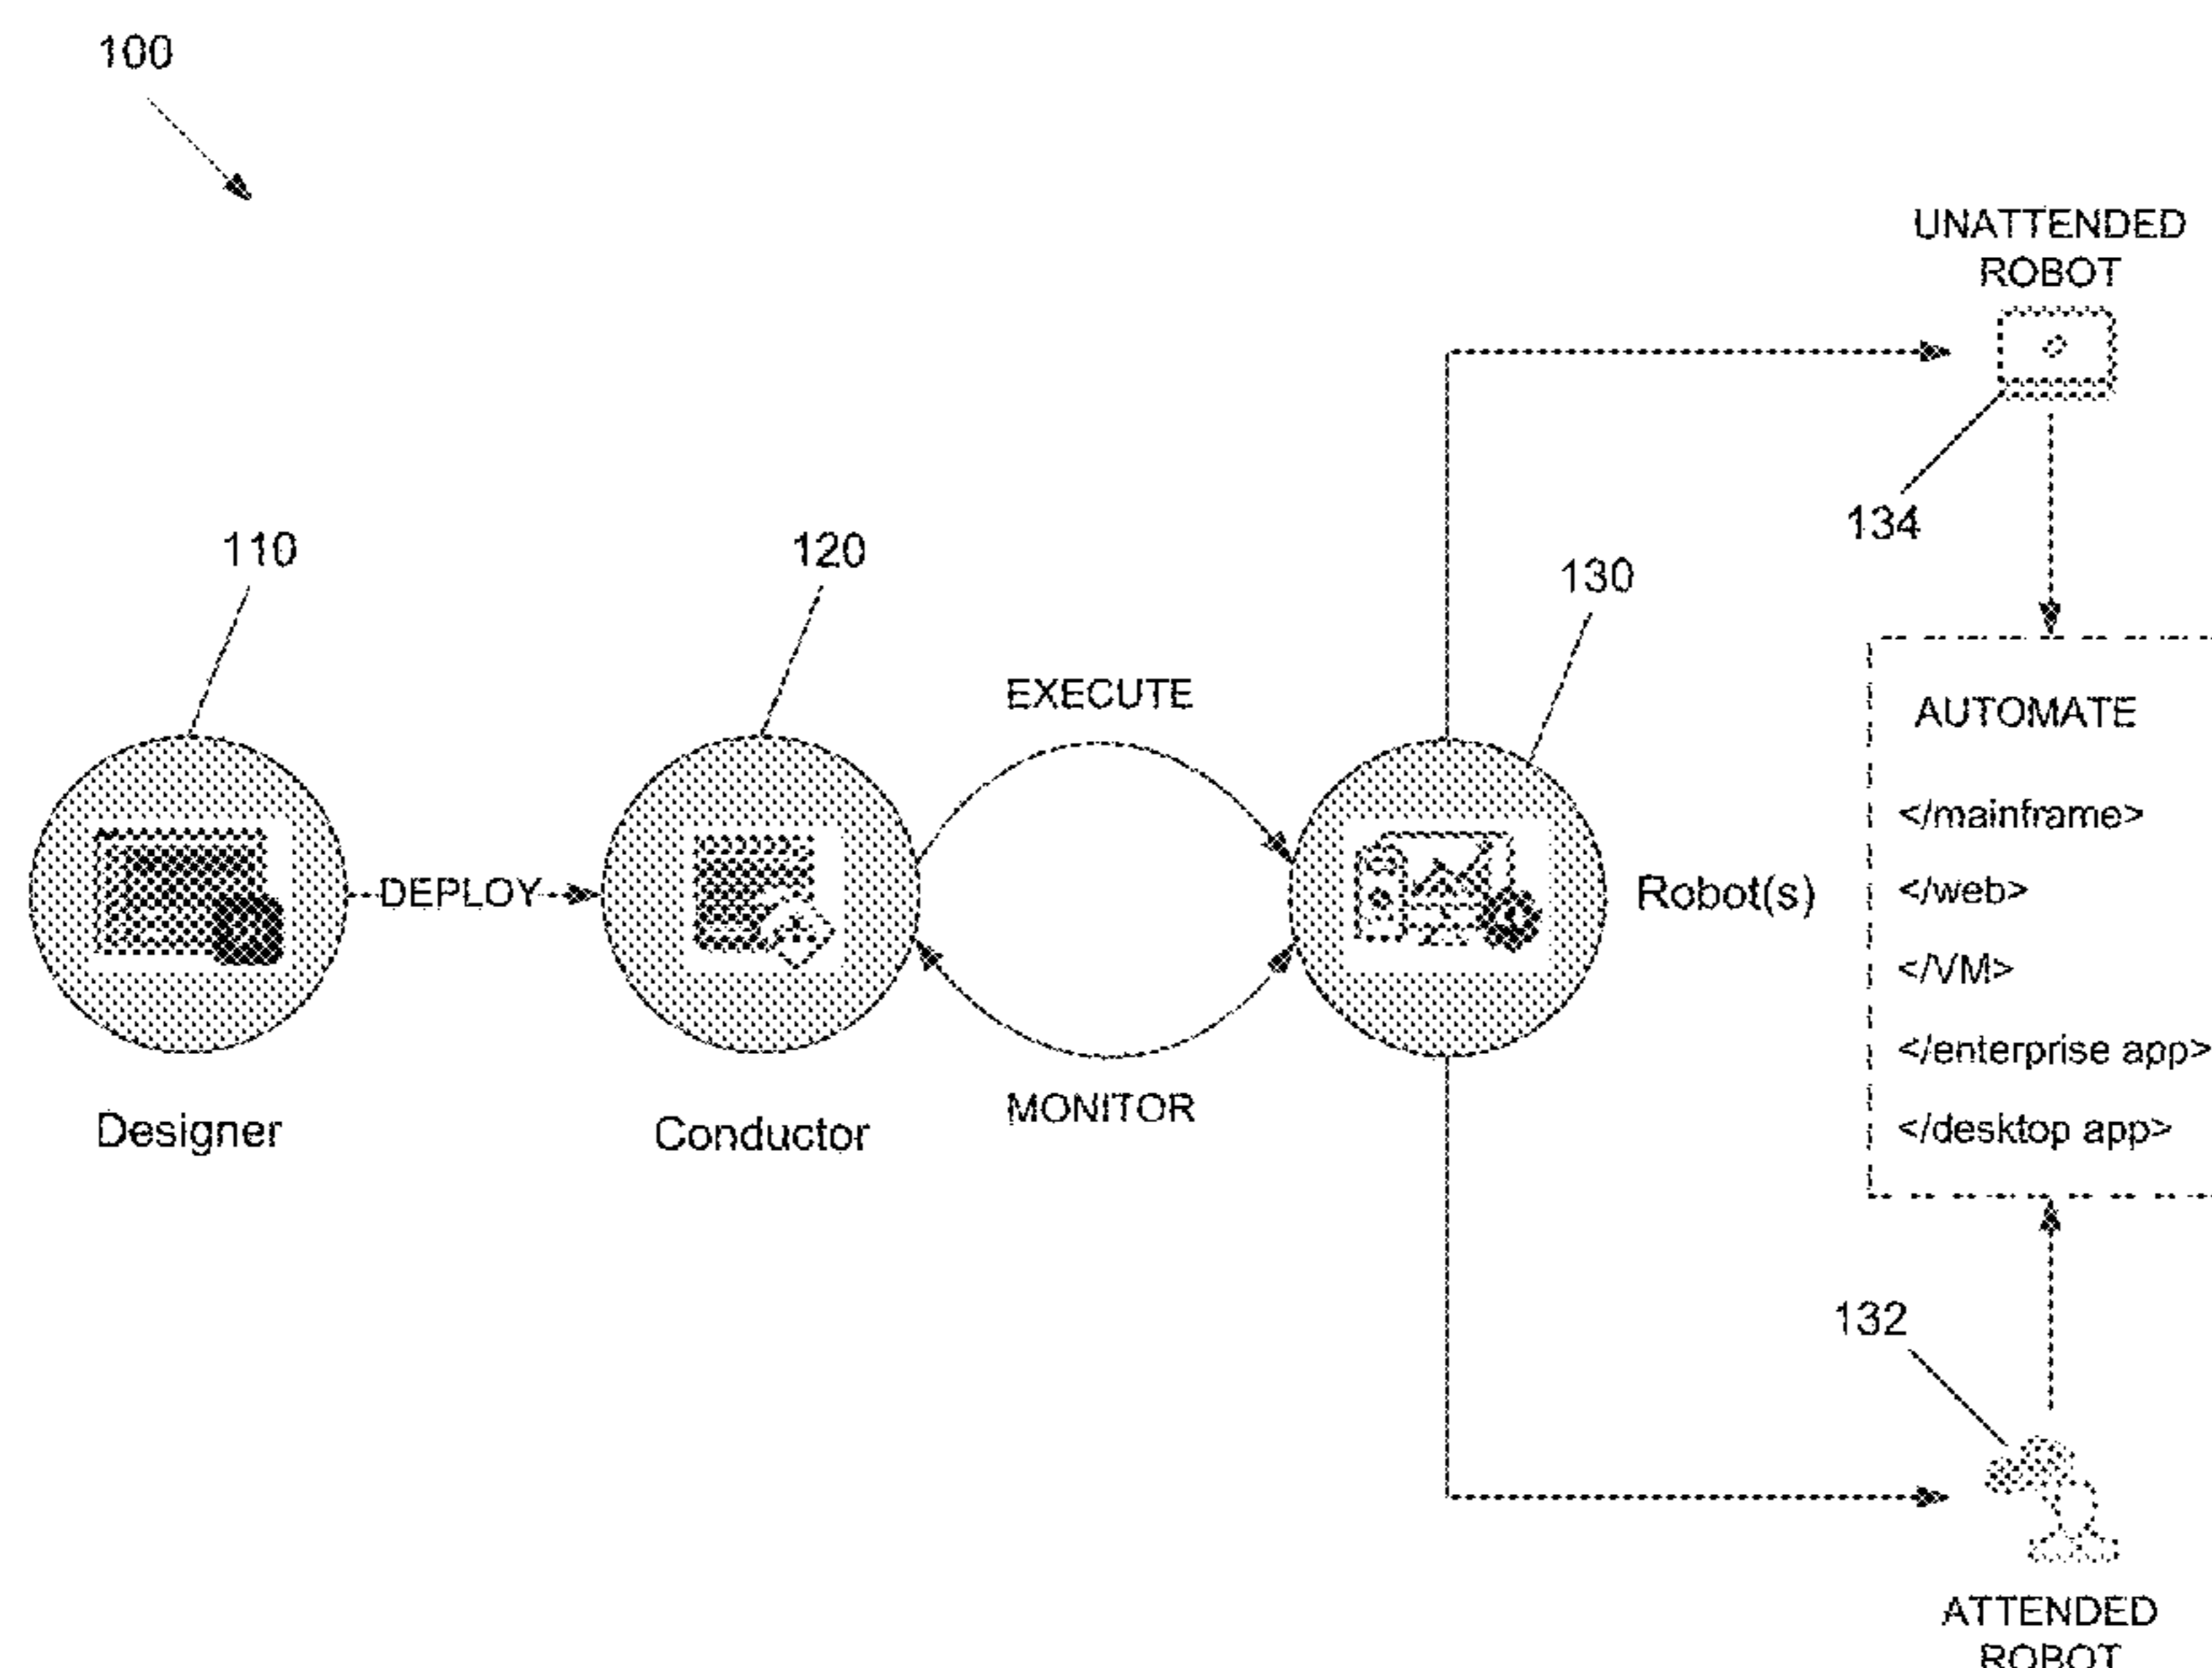 100
UNATTENDED
ROBOT
134
110
120
130
EXECUTE
AUTOMATE
</mainframe>
DEPLOY
Robot(s)
</web>
</VM>
</enterprise app>
MONITOR
Designer
Conductor
</desktop app>
132
ATTENDED
ROBOT